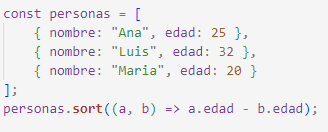 const personas = [
    { nombre: "Ana", edad: 25 },
    { nombre: "Luis", edad: 32 },
    { nombre: "Maria", edad: 20 }
];
personas.sort((a, b) => a.edad - b.edad);